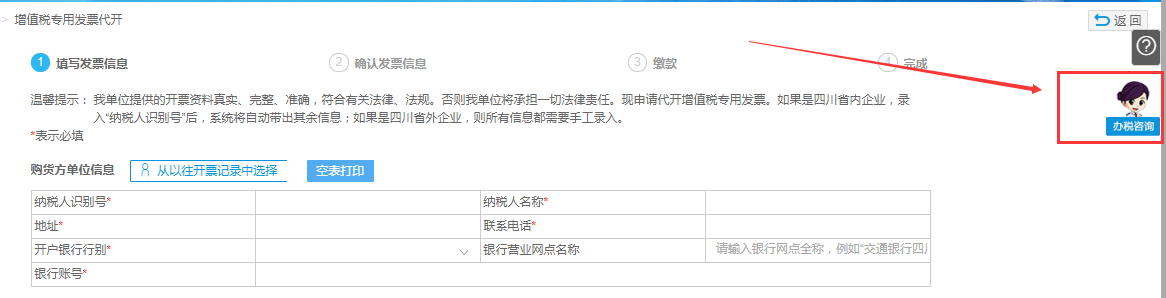 > 增值税专用发票代开
返回
1 填写发票信息
2 确认发票信息
3 缴款
4 完成
?
办税咨询
温馨提示： 我单位提供的开票资料真实、完整、准确，符合有关法律、法规。否则我单位将承担一切法律责任。现申请代开增值税专用发票。如果是四川省内企业，录
入“纳税人识别号”后，系统将自动带出其余信息；如果是四川省外企业，则所有信息都需要手工录入。
*表示必填
购货方单位信息 从以往开票记录中选择 空表打印
纳税人识别号* 纳税人名称*
地址* 联系电话*
开户银行行别* 银行营业网点名称 请输入银行网点全称，例如“交通银行四
银行账号*